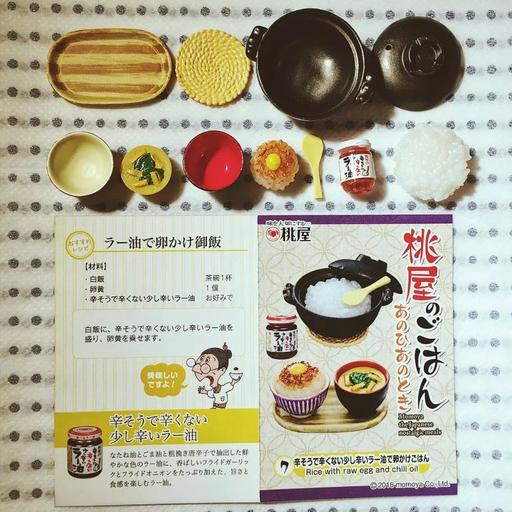 おすすめ
レシピ
ラー油で卵かけ御飯
【材料】
・白飯 茶碗1杯
・卵黄 1個
・辛そうで辛くない少し辛いラー油 お好みで
白飯に、辛そうで辛くない少し辛いラー油を
盛り、卵黄を乗せます。
美味しい
ですよ!
辛そうで辛くない
少し辛いラー油
なたね油とごま油と粗挽き唐辛子で抽出した鮮
やかな色のラー油に、香ばしいフライドガーリッ
クとフライドオニオンをたっぷり加えた、旨さと
食感を楽しむラー油。
桃屋
桃屋のごはん
おのひおのとき
Momoya
the Japanese
nostalgic meals
ラー油
7 辛そうで辛くない少し辛いラー油で卵かけごはん
Rice with raw egg and chili oil
© 2016 momoya Co.Ltd.